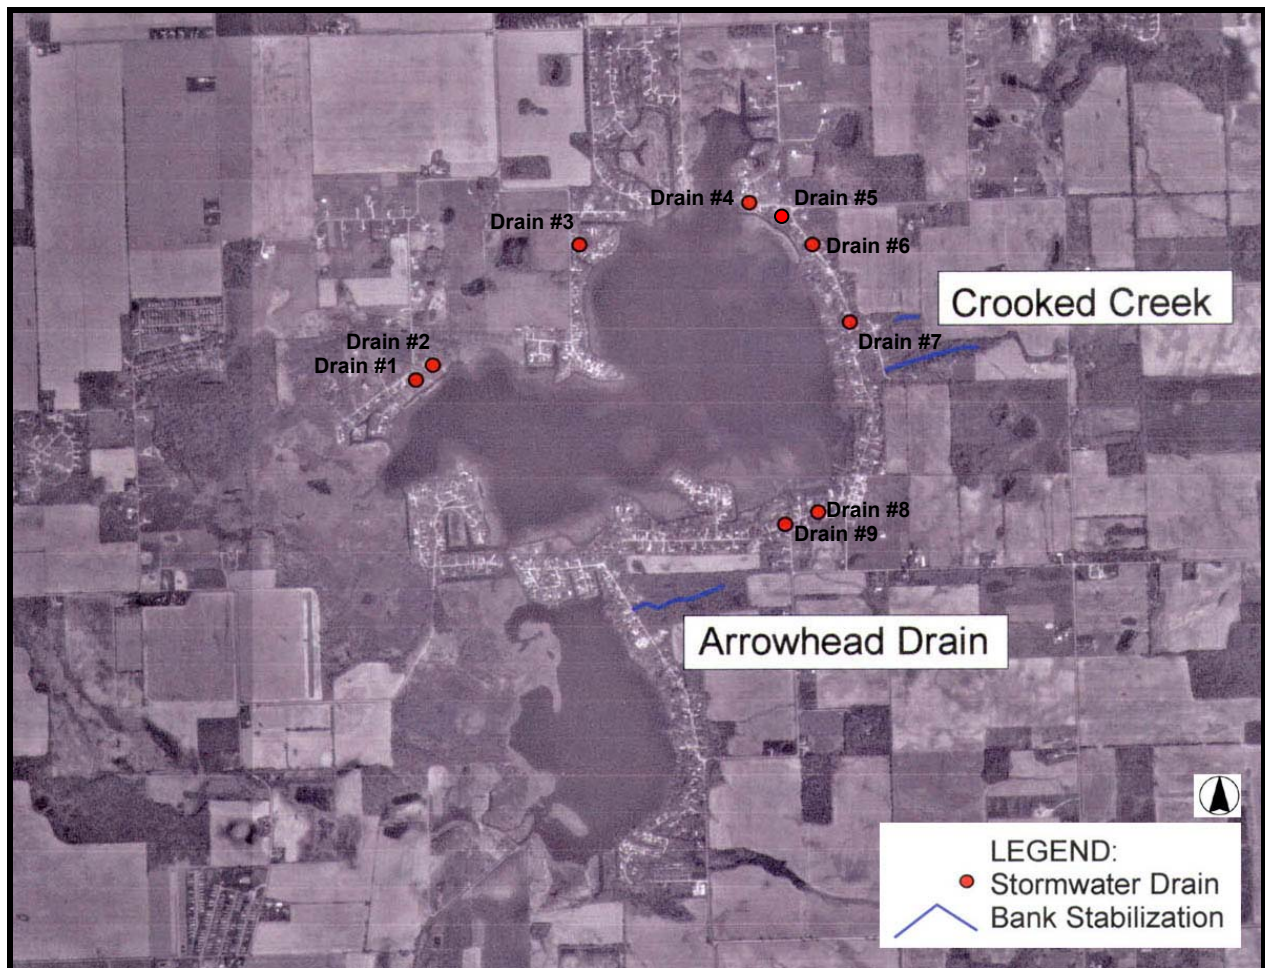 Drain #4
Drain #5
Drain #3
Drain #6
Crooked Creek
Drain #2
Drain #7
Drain #1
Drain #8
Drain #9
Arrowhead Drain
LEGEND:
Stormwater Drain
Bank Stabilization